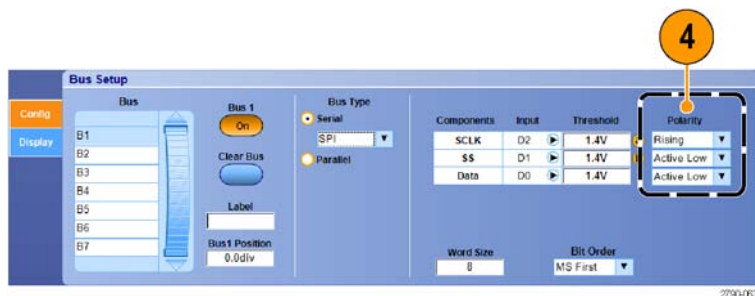 4
Bus Setup
Config
Display
Bus
B1
B2
B3
B4
B5
B6
B7
Bus 1
On
Clear Bus
Label
Bus1 Position
0.0div
Bus Type
Serial
SPI
Parallel
Components Input Threshold Polarity
SCLK D2 1.4V Rising
SS D1 1.4V Active Low
Data D0 1.4V Active Low
Word Size
8
Bit Order
MS First